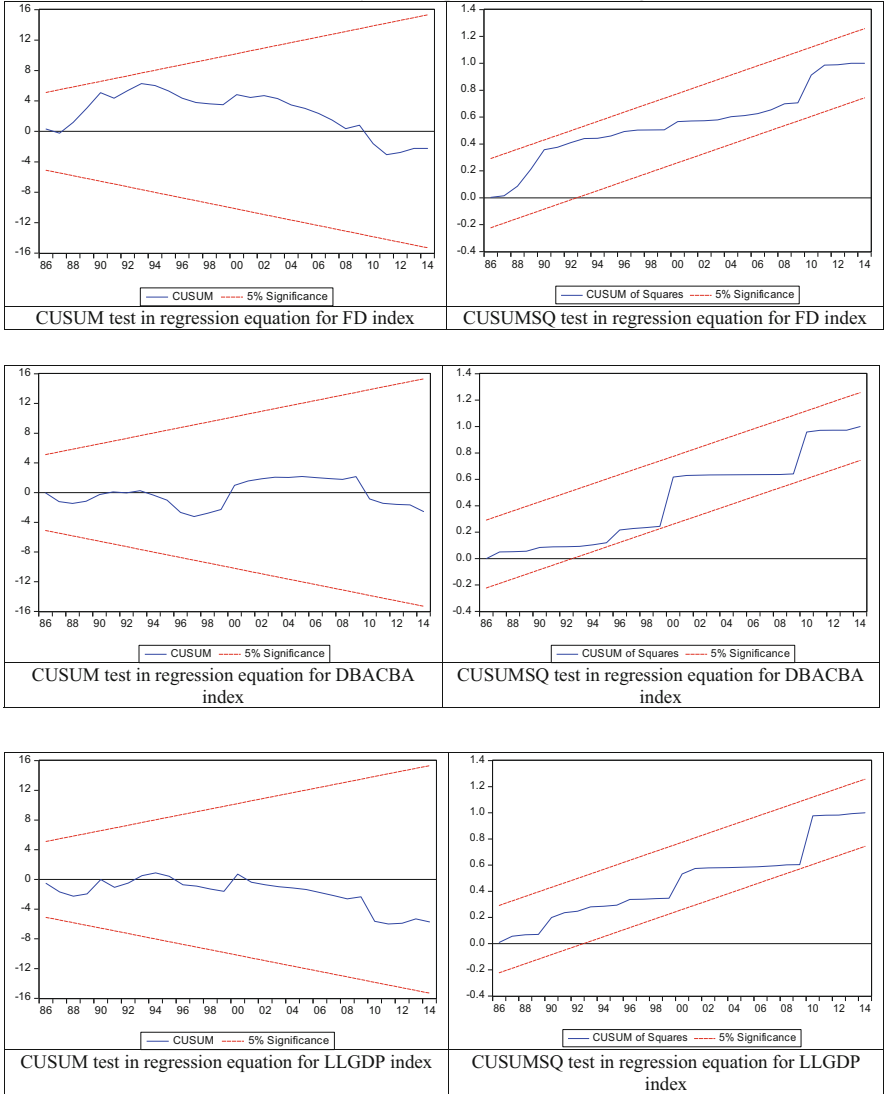 16
12
8
4
0
-4
-8
-12
-16
86 88 90 92 94 96 98 00 02 04 06 08 10 12 14
CUSUM 5% Significance
CUSUM test in regression equation for FD index
1.4
1.2
1.0
0.8
0.6
0.4
0.2
0.0
-0.2
-0.4
86 88 90 92 94 96 98 00 02 04 06 08 10 12 14
CUSUM of Squares 5% Significance
CUSUMSQ test in regression equation for FD index
16
12
8
4
0
-4
-8
-12
-16
86 88 90 92 94 96 98 00 02 04 06 08 10 12 14
CUSUM 5% Significance
CUSUM test in regression equation for DBACBA
index
1.4
1.2
1.0
0.8
0.6
0.4
0.2
0.0
-0.2
-0.4
86 88 90 92 94 96 98 00 02 04 06 08 10 12 14
CUSUM of Squares 5% Significance
CUSUMSQ test in regression equation for DBACBA
index
16
12
8
4
0
-4
-8
-12
-16
86 88 90 92 94 96 98 00 02 04 06 08 10 12 14
CUSUM 5% Significance
CUSUM test in regression equation for LLGDP index
1.4
1.2
1.0
0.8
0.6
0.4
0.2
0.0
-0.2
-0.4
86 88 90 92 94 96 98 00 02 04 06 08 10 12 14
CUSUM of Squares 5% Significance
CUSUMSQ test in regression equation for LLGDP
index